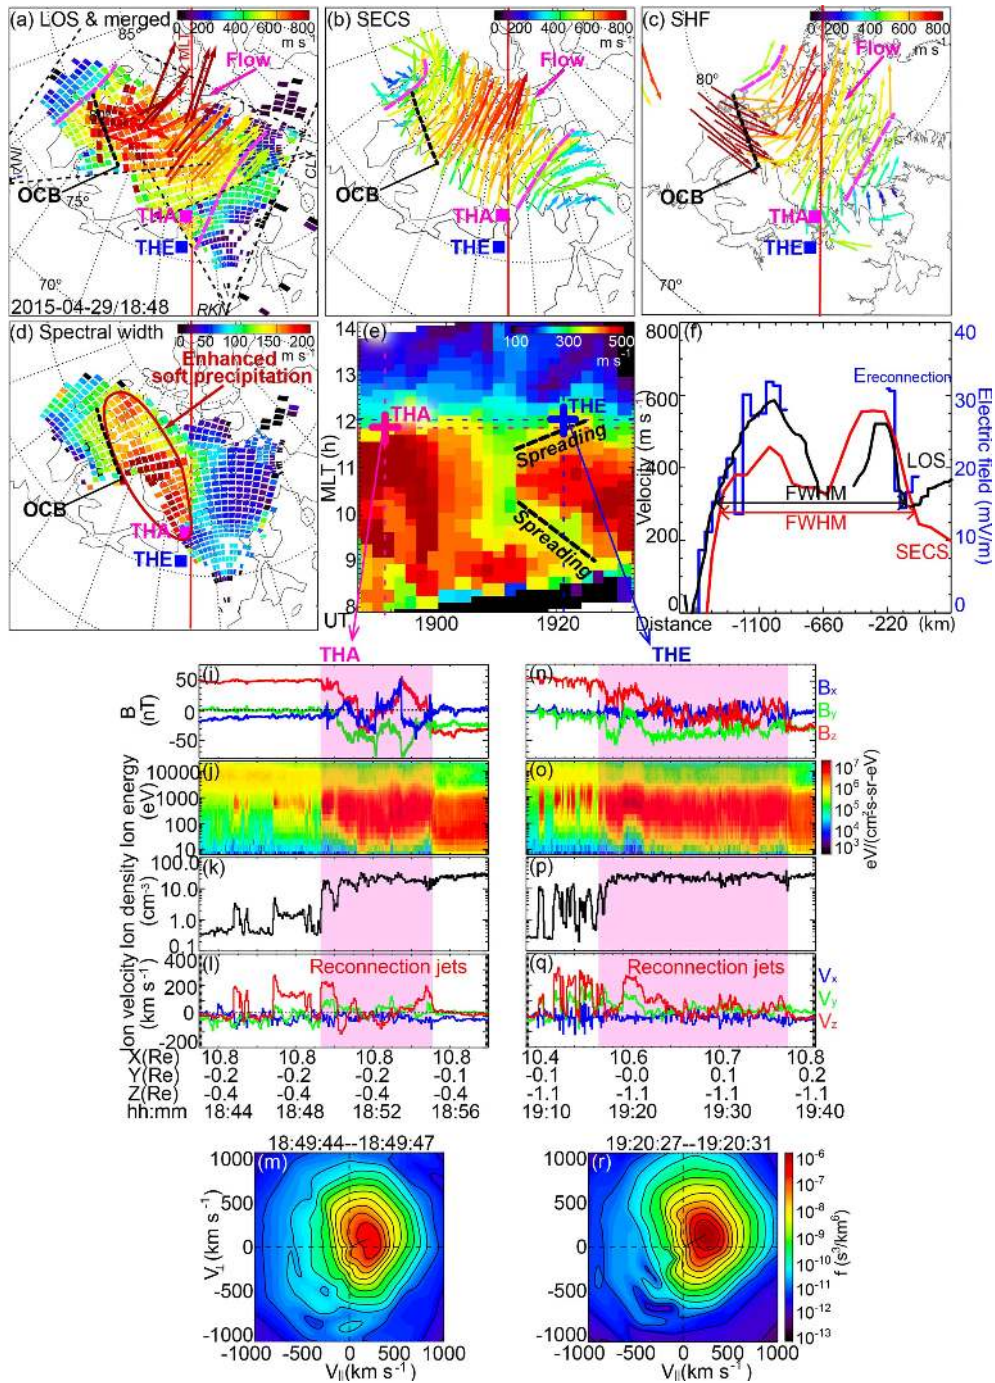 (a) LOS & merged
0 200 400 600 800
m s⁻¹
85°
12 MLT
Flow
80°
INV
CLY
OCB
75°
THA
THE
70°
2015-04-29/18:48
RKN
(b) SECS
0 200 400 600 800
m s⁻¹
Flow
OCB
THA
THE
(c) SHF
0 200 400 600 800
m s⁻¹
Flow
80°
OCB
THA
THE
70°
(d) Spectral width
0 50 100 150 200
m s⁻¹
Enhanced
soft precipitation
OCB
THA
THE
(e)
100 300 500
m s⁻¹
14
13
12
11
10
9
8
MLT (h)
THA
THE
Spreading
Spreading
UT
1900
1920
(f)
800
600
400
200
0
Velocity (m s⁻¹)
40
30
20
10
0
Electric field (mV/m)
Ereconnection
LOS
FWHM
FWHM
SECS
Distance -1100 -660 -220 (km)
THA
THE
(i)
50
0
-50
B (nT)
(n)
Bx
By
Bz
(j)
10000
1000
100
10
Ion energy (eV)
(o)
10⁷
10⁶
10⁵
10⁴
10³
eV/(cm²-s-sr-eV)
(k)
100.0
10.0
1.0
0.1
Ion density (cm⁻³)
(p)
(l)
Reconnection jets
400
200
0
-200
Ion velocity (km s⁻¹)
(q)
Reconnection jets
Vx
Vy
Vz
X(Re) 10.8 10.8 10.8 10.8 10.4 10.6 10.7 10.8
Y(Re) -0.2 -0.2 -0.2 -0.1 -0.1 -0.0 0.1 0.2
Z(Re) -0.4 -0.4 -0.4 -0.4 -1.1 -1.1 -1.1 -1.1
hh:mm 18:44 18:48 18:52 18:56 19:10 19:20 19:30 19:40
18:49:44--18:49:47
(m)
1000
500
0
-500
-1000
V⊥(km s⁻¹)
-1000 -500 0 500 1000
V||(km s⁻¹)
19:20:27--19:20:31
(r)
1000
500
0
-500
-1000
-1000 -500 0 500 1000
V||(km s⁻¹)
10⁻⁶
10⁻⁷
10⁻⁸
10⁻⁹
10⁻¹⁰
10⁻¹¹
10⁻¹²
10⁻¹³
f (s³/km⁶)